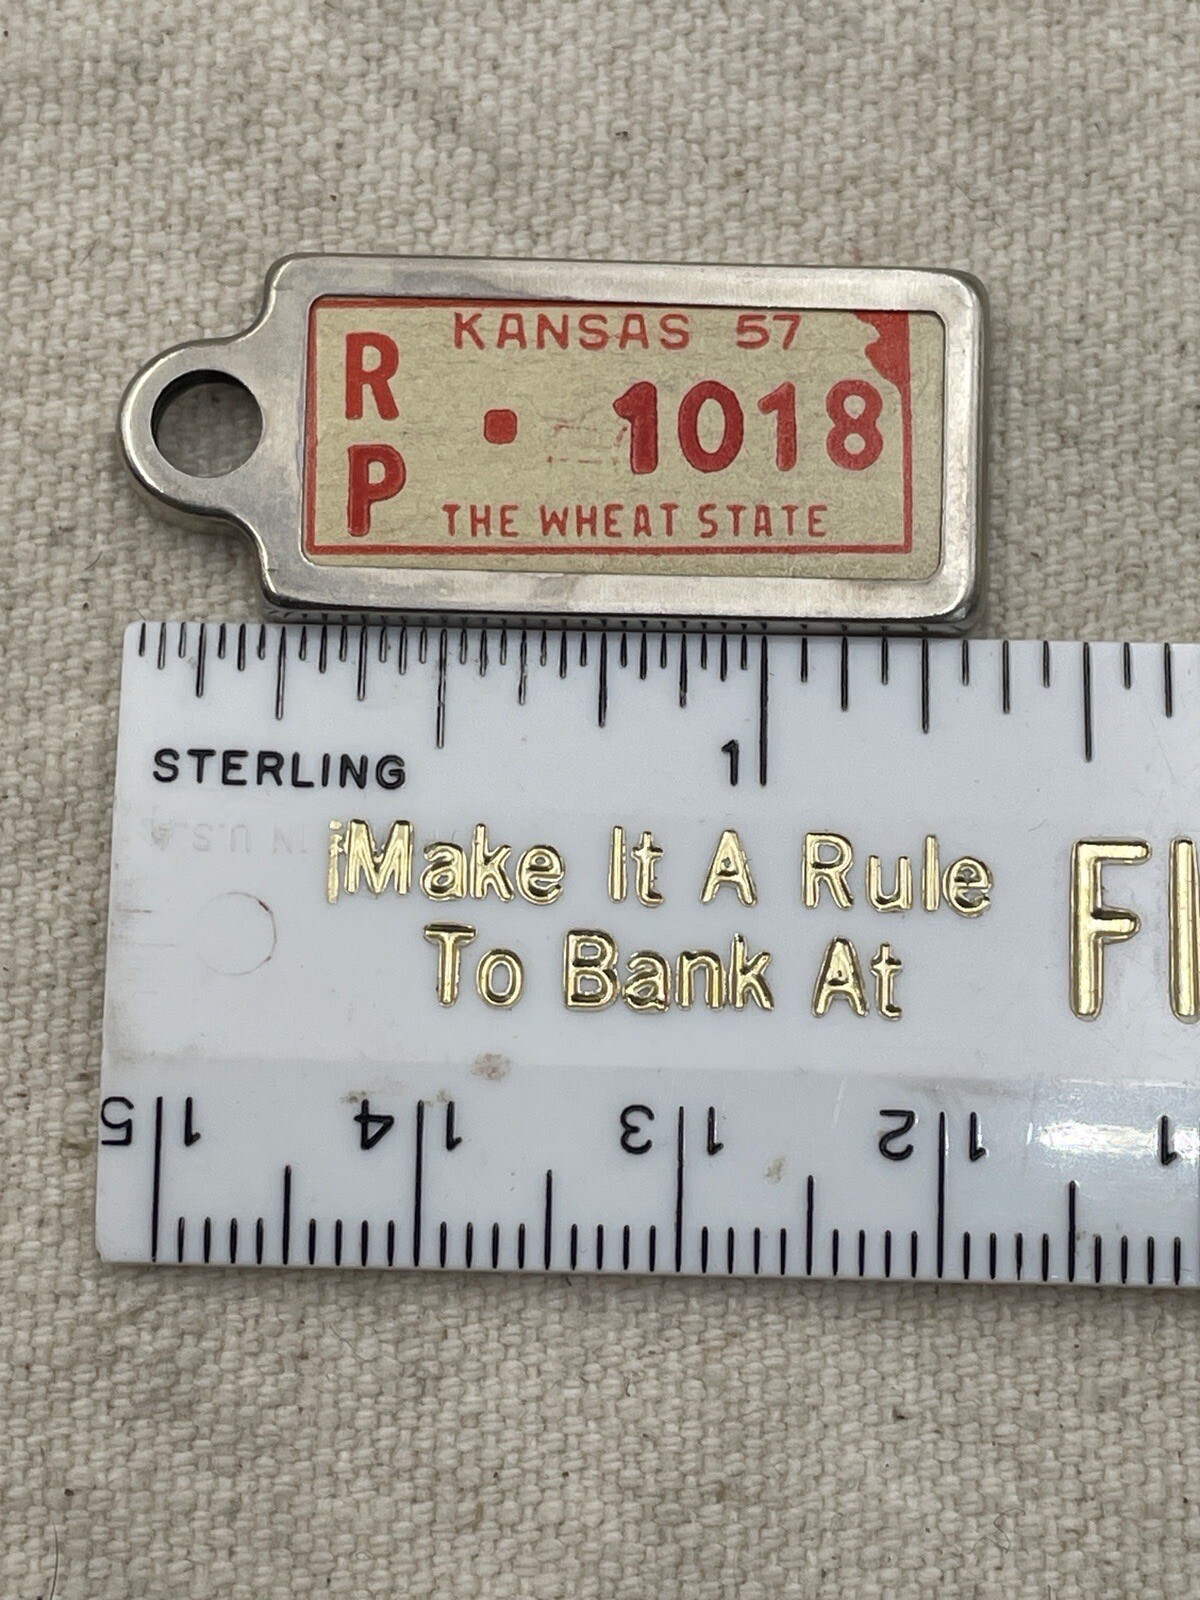 KANSAS 57
RP · 1018
THE WHEAT STATE
1
STERLING
Make It A Rule
To Bank At
FI
15 14 13 12 1